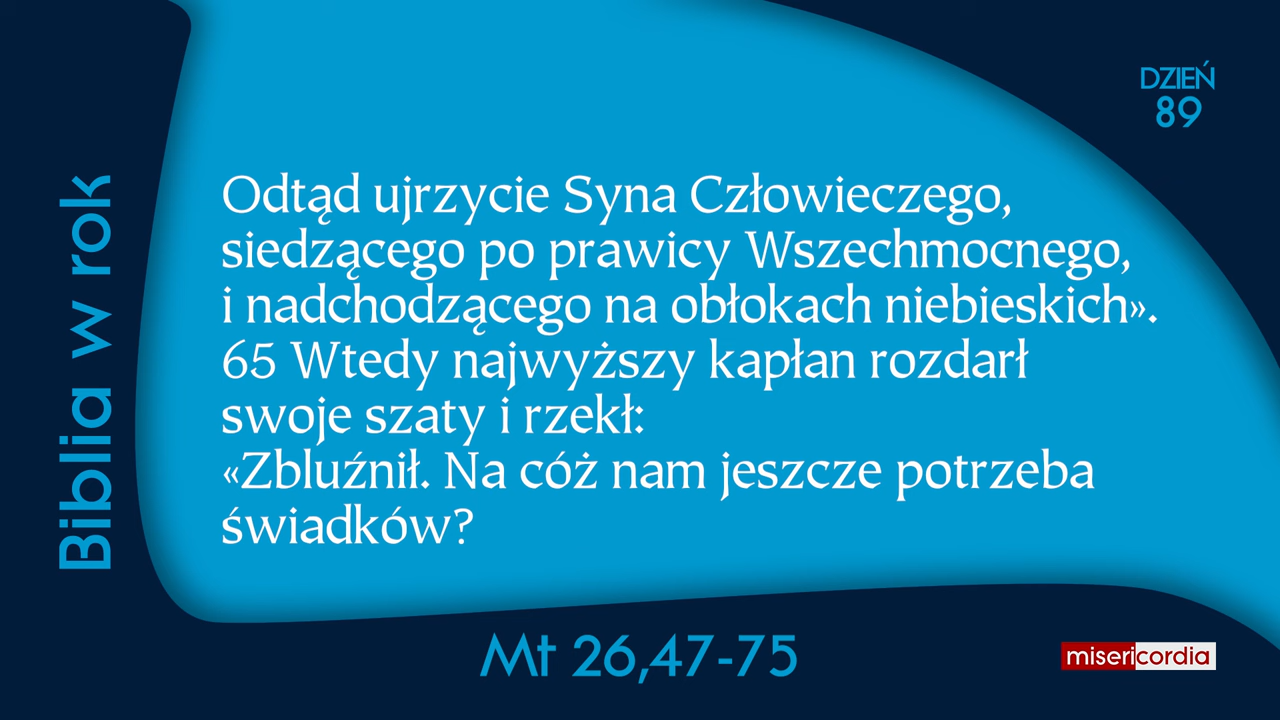 DZIEŃ
89
Biblia w rok
Odtąd ujrzycie Syna Człowieczego,
siedzącego po prawicy Wszechmocnego,
i nadchodzącego na obłokach niebieskich».
65 Wtedy najwyższy kapłan rozdarł
swoje szaty i rzekł:
«Zbluźnił. Na cóż nam jeszcze potrzeba
świadków?
Mt 26,47-75
misericordia